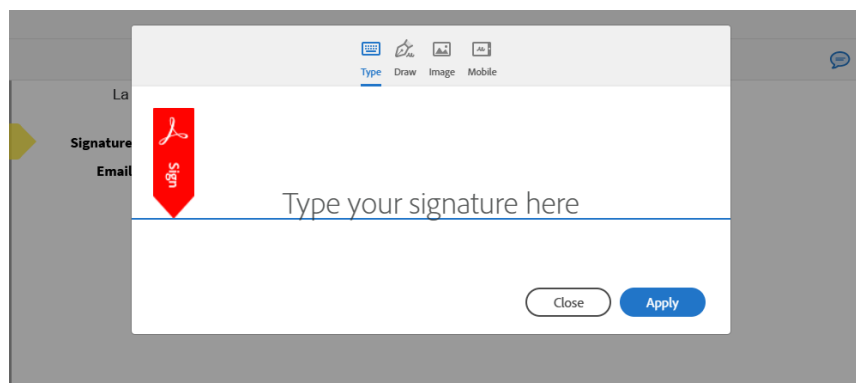 Type Draw Image Mobile
La
Signature
Email
Sign
Type your signature here
Close Apply